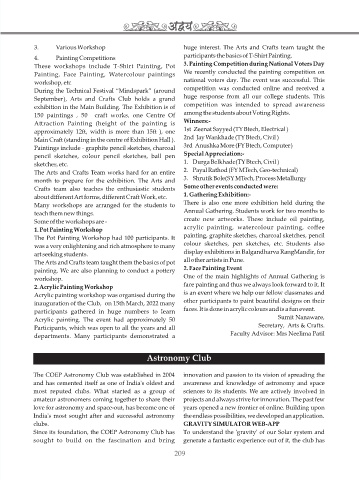 अद्वय
3. Various Workshop
4. Painting Competitions
These workshops include T-Shirt Painting, Pot
Painting, Face Painting, Watercolour paintings
workshop, etc
During the Technical Festival "Mindspark" (around
September), Arts and Crafts Club holds a grand
exhibition in the Main Building. The Exhibition is of
150 paintings , 50 craft works, one Centre Of
Attraction Painting (height of the painting is
approximately 12ft, width is more than 15ft ), one
Main Craft (standing in the centre of Exhibition Hall ).
Paintings include - graphite pencil sketches, charcoal
pencil sketches, colour pencil sketches, Ball pen
sketches, etc.
The Arts and Crafts Team works hard for an entire
month to prepare for the exhibition. The Arts and
Crafts team also teaches the enthusiastic students
about different Art forms, different Craft Work, etc.
Many workshops are arranged for the students to
teach them new things.
Some of the workshops are -
1. Pot Painting Workshop
The Pot Painting Workshop had 100 participants. It
was a very enlightening and rich atmosphere to many
art seeking students.
The Arts and Crafts team taught them the basics of pot
painting. We are also planning to conduct a pottery
workshop.
2. Acrylic Painting Workshop
Acrylic painting workshop was organised during the
inauguration of the Club, on 15th March, 2022 many
participants gathered in huge numbers to learn
Acrylic painting. The event had approximately 50
Participants, which was open to all the years and all
departments. Many participants demonstrated a
huge interest. The Arts and Crafts team taught the
participants the basics of T-Shirt Painting.
3. Painting Competition during National Voters Day
We recently conducted the painting competition on
national voters day. The event was successful. This
competition was conducted online and received a
huge response from all our college students. This
competition was intended to spread awareness
among the students about Voting Rights.
Winners:-
1st Zeenat Sayyad (TY Btech, Electrical )
2nd Jay Wankhade (TY Btech, Civil )
3rd Anushka More (FY Btech, Computer)
Special Appreciation:-
1. Durga Belkhade (TY Btech, Civil )
2. Payal Rathod (FY MTech, Geo-technical)
3. Shrutik Bele (SY MTech, Process Metallurgy
Some other events conducted were:
1. Gathering Exhibition:-
There is also one more exhibition held during the
Annual Gathering. Students work for two months to
create new artworks. These include oil painting,
acrylic painting, watercolour painting, coffee
painting, graphite sketches, charcoal sketches, pencil
colour sketches, pen sketches, etc. Students also
display exhibitions in Balgandharva RangMandir, for
all other artists in Pune.
2. Face Painting Event
One of the main highlights of Annual Gathering is
face painting and thus we always look forward to it. It
is an event where we help our fellow classmates and
other participants to paint beautiful designs on their
faces. It is done in acrylic colours and is a fun event.
Sumit Nanaware,
Secretary, Arts & Crafts.
Faculty Advisor: Mrs Neelima Patil
Astronomy Club
The COEP Astronomy Club was established in 2004
and has cemented itself as one of India's oldest and
most reputed clubs. What started as a group of
amateur astronomers coming together to share their
love for astronomy and space-out, has become one of
India's most sought after and successful astronomy
clubs.
Since its foundation, the COEP Astronomy Club has
sought to build on the fascination and bring
innovation and passion to its vision of spreading the
awareness and knowledge of astronomy and space
sciences to its students. We are actively involved in
projects and always strive for innovation. The past few
years opened a new frontier of online: Building upon
the endless possibilities, we developed an application.
GRAVITY SIMULATOR WEB-APP
To understand the 'gravity' of our Solar system and
generate a fantastic experience out of it, the club has
209